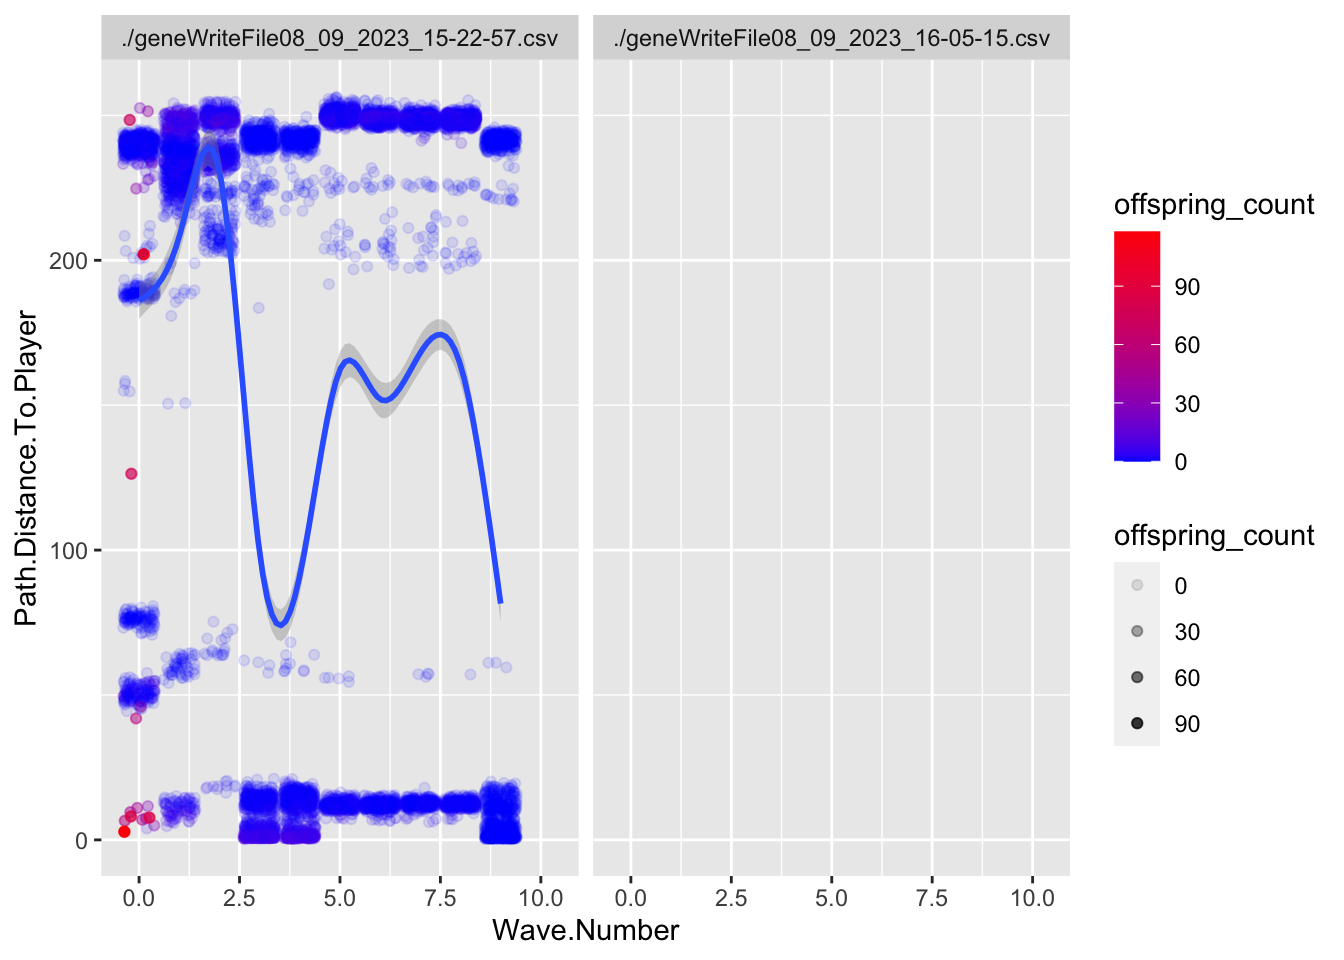 ./geneWriteFile08_09_2023_15-22-57.csv
./geneWriteFile08_09_2023_16-05-15.csv
Path.Distance.To.Player
200
100
0
0.0 2.5 5.0 7.5 10.0
0.0 2.5 5.0 7.5 10.0
Wave.Number
offspring_count
90
60
30
0
offspring_count
0
30
60
90